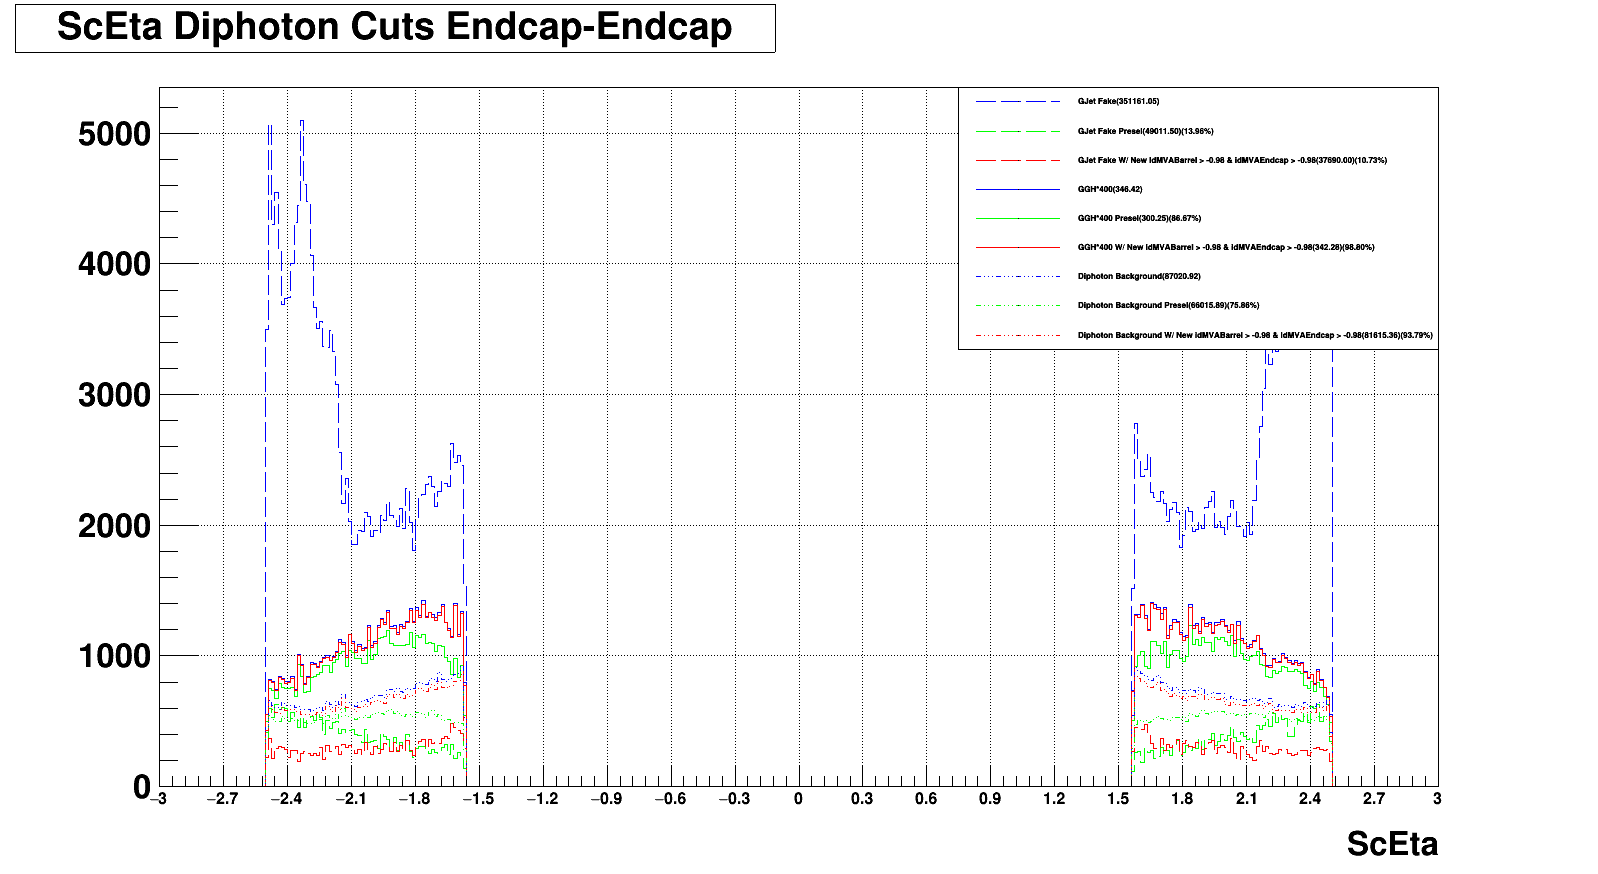 ScEta Diphoton Cuts Endcap-Endcap
GJet Fake(351161.05)
GJet Fake Presel(49011.50)(13.96%)
GJet Fake W/ New idMVABarrel > -0.98 & idMVAEndcap > -0.98(37690.00)(10.73%)
GGH*400(346.42)
GGH*400 Presel(300.25)(86.67%)
GGH*400 W/ New idMVABarrel > -0.98 & idMVAEndcap > -0.98(342.28)(98.80%)
Diphoton Background(87020.92)
Diphoton Background Presel(66015.89)(75.86%)
Diphoton Background W/ New idMVABarrel > -0.98 & idMVAEndcap > -0.98(81615.36)(93.79%)
5000
4000
3000
2000
1000
0
−3 −2.7 −2.4 −2.1 −1.8 −1.5 −1.2 −0.9 −0.6 −0.3 0 0.3 0.6 0.9 1.2 1.5 1.8 2.1 2.4 2.7 3
ScEta